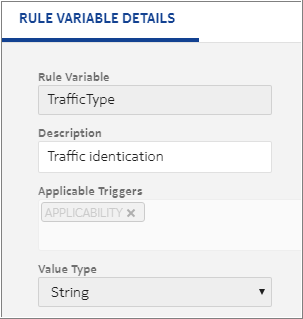 RULE VARIABLE DETAILS
Rule Variable
TrafficType
Description
Traffic identication
Applicable Triggers
APPLICABILITY ×
Value Type
String